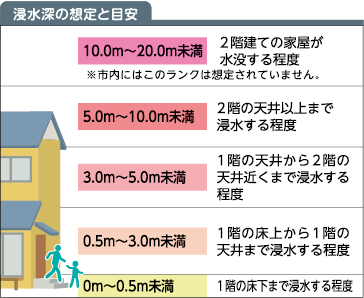 浸水深の想定と目安
10.0m〜20.0m未満
2階建ての家屋が
水没する程度
※市内にはこのランクは想定されていません。
5.0m〜10.0m未満
2階の天井以上まで
浸水する程度
3.0m〜5.0m未満
1階の天井から2階の
天井近くまで浸水する
程度
0.5m〜3.0m未満
1階の床上から1階の
天井まで浸水する程度
0m〜0.5m未満
1階の床下まで浸水する程度